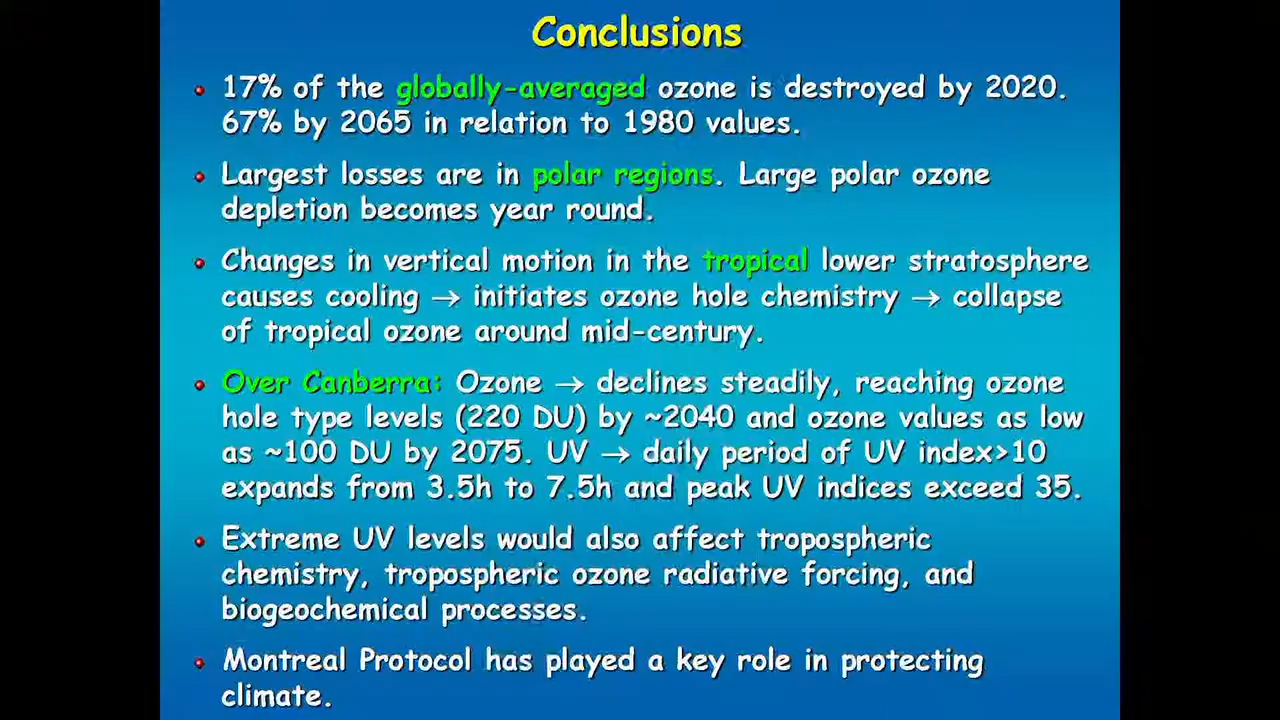 Conclusions
• 17% of the globally-averaged ozone is destroyed by 2020.
67% by 2065 in relation to 1980 values.
• Largest losses are in polar regions. Large polar ozone
depletion becomes year round.
• Changes in vertical motion in the tropical lower stratosphere
causes cooling → initiates ozone hole chemistry → collapse
of tropical ozone around mid-century.
• Over Canberra: Ozone → declines steadily, reaching ozone
hole type levels (220 DU) by ~2040 and ozone values as low
as ~100 DU by 2075. UV → daily period of UV index>10
expands from 3.5h to 7.5h and peak UV indices exceed 35.
• Extreme UV levels would also affect tropospheric
chemistry, tropospheric ozone radiative forcing, and
biogeochemical processes.
• Montreal Protocol has played a key role in protecting
climate.